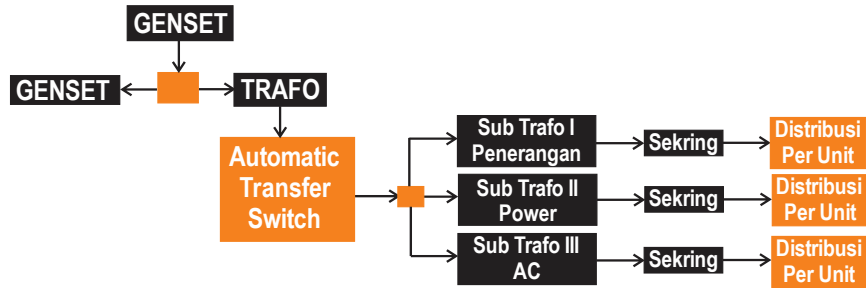 GENSET
GENSET
TRAFO
Automatic
Transfer
Switch
Sub Trafo I
Penerangan
Sekring
Distribusi
Per Unit
Sub Trafo II
Power
Sekring
Distribusi
Per Unit
Sub Trafo III
AC
Sekring
Distribusi
Per Unit